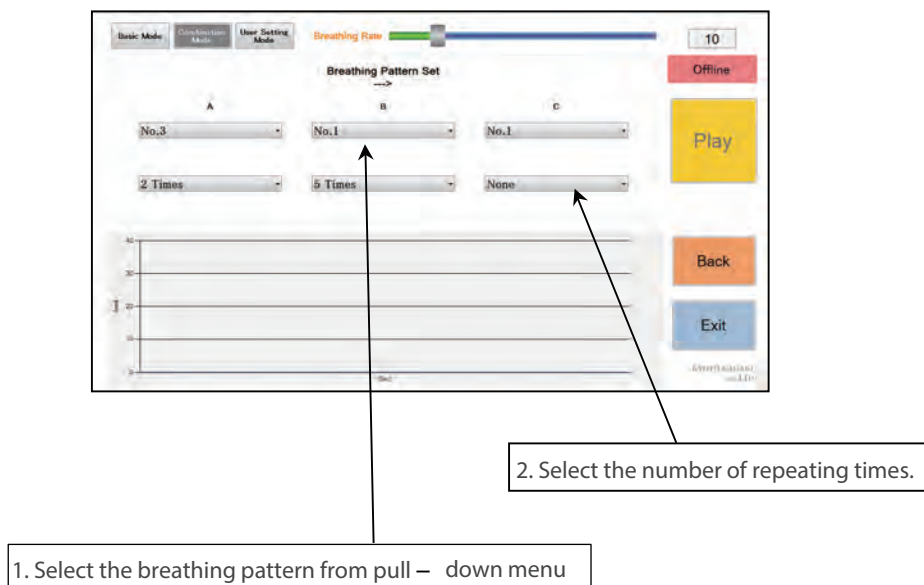 Basic Mode
Combination
Mode
User Setting
Mode
Breathing Rate
10
Breathing Pattern Set
--->
Offline
A
B
C
No.3
No.1
No.1
Play
2 Times
5 Times
None
40
30
20
10
0
Back
Exit
2. Select the number of repeating times.
1. Select the breathing pattern from pull – down menu